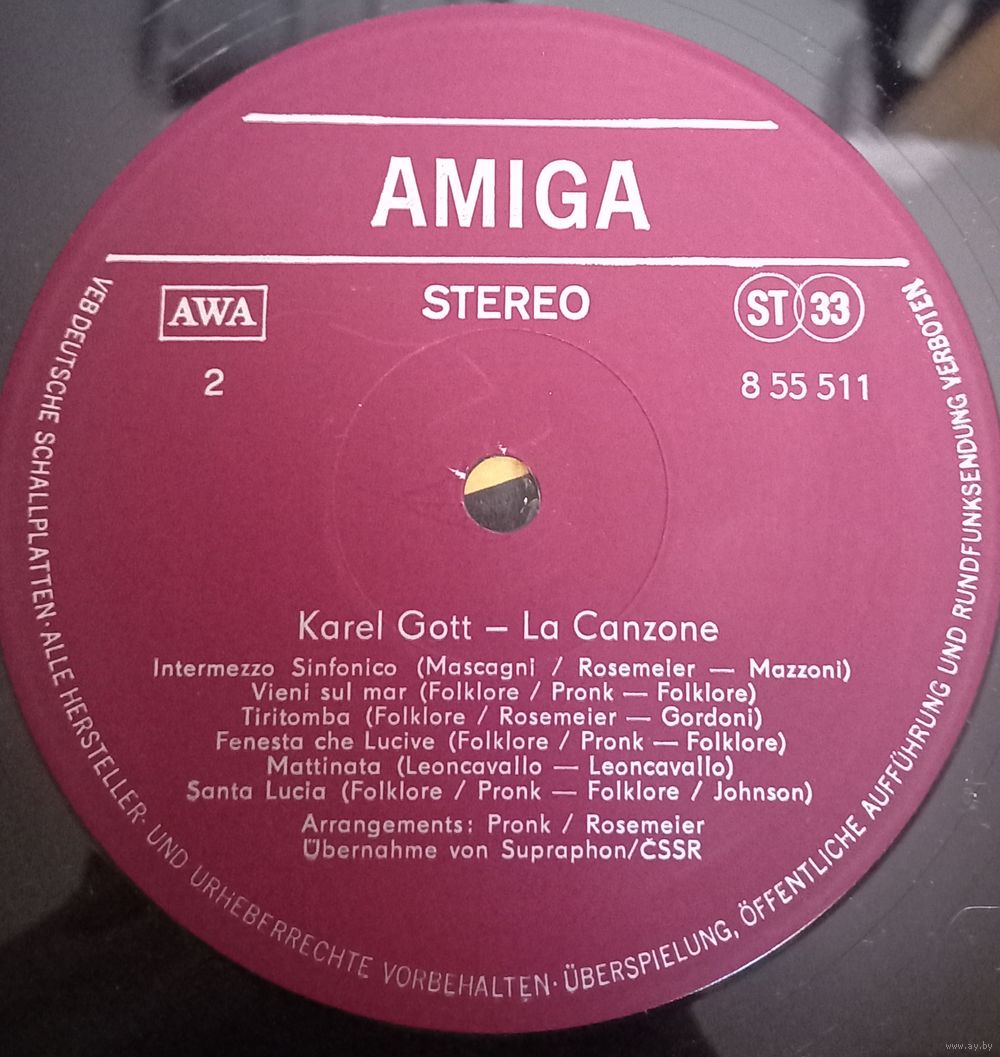 AMIGA
AWA
STEREO
ST 33
2
8 55 511
Karel Gott – La Canzone
Intermezzo Sinfonico (Mascagni / Rosemeier — Mazzoni)
Vieni sul mar (Folklore / Pronk — Folklore)
Tiritomba (Folklore / Rosemeier — Gordoni)
Fenesta che Lucive (Folklore / Pronk — Folklore)
Mattinata (Leoncavallo — Leoncavallo)
Santa Lucia (Folklore / Pronk — Folklore / Johnson)
Arrangements: Pronk / Rosemeier
Übernahme von Supraphon/ČSSR
VEB DEUTSCHE SCHALLPLATTEN · ALLE HERSTELLER- UND URHEBERRECHTE VORBEHALTEN · ÜBERSPIELUNG, ÖFFENTLICHE AUFFÜHRUNG UND RUNDFUNKSENDUNG VERBOTEN
www.ay.by